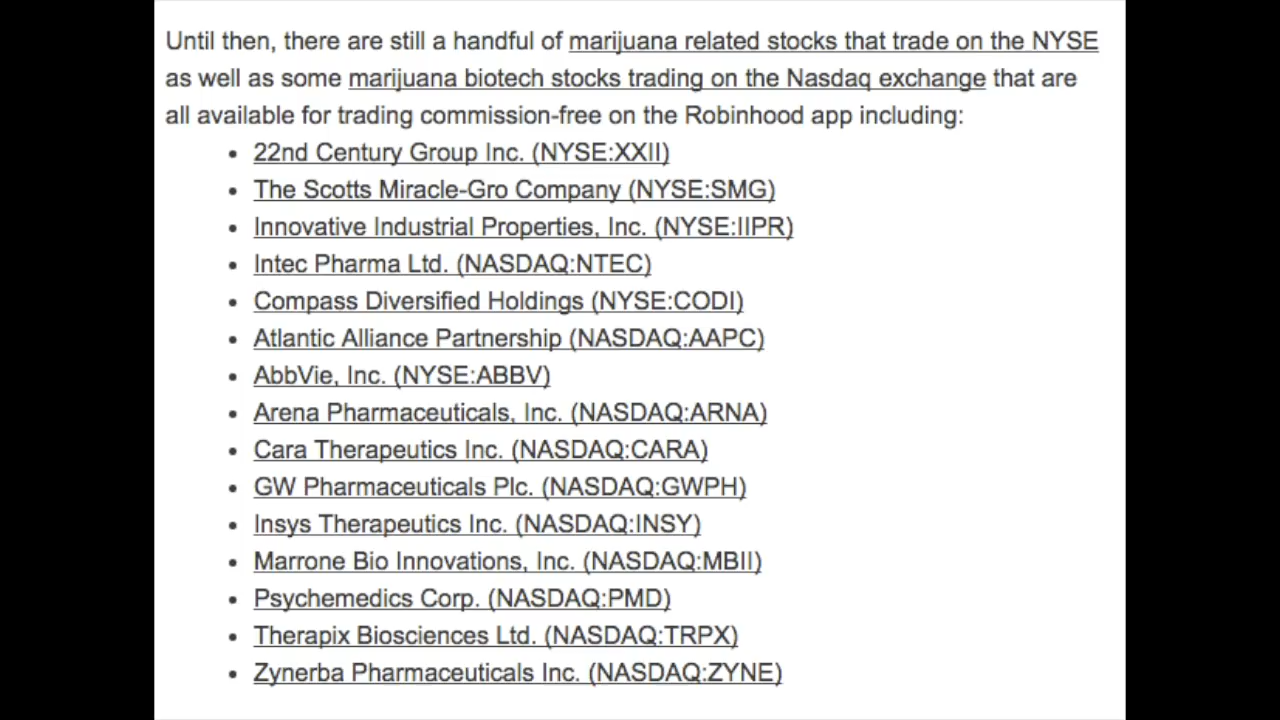 Until then, there are still a handful of marijuana related stocks that trade on the NYSE
as well as some marijuana biotech stocks trading on the Nasdaq exchange that are
all available for trading commission-free on the Robinhood app including:
• 22nd Century Group Inc. (NYSE:XXII)
• The Scotts Miracle-Gro Company (NYSE:SMG)
• Innovative Industrial Properties, Inc. (NYSE:IIPR)
• Intec Pharma Ltd. (NASDAQ:NTEC)
• Compass Diversified Holdings (NYSE:CODI)
• Atlantic Alliance Partnership (NASDAQ:AAPC)
• AbbVie, Inc. (NYSE:ABBV)
• Arena Pharmaceuticals, Inc. (NASDAQ:ARNA)
• Cara Therapeutics Inc. (NASDAQ:CARA)
• GW Pharmaceuticals Plc. (NASDAQ:GWPH)
• Insys Therapeutics Inc. (NASDAQ:INSY)
• Marrone Bio Innovations, Inc. (NASDAQ:MBII)
• Psychemedics Corp. (NASDAQ:PMD)
• Therapix Biosciences Ltd. (NASDAQ:TRPX)
• Zynerba Pharmaceuticals Inc. (NASDAQ:ZYNE)